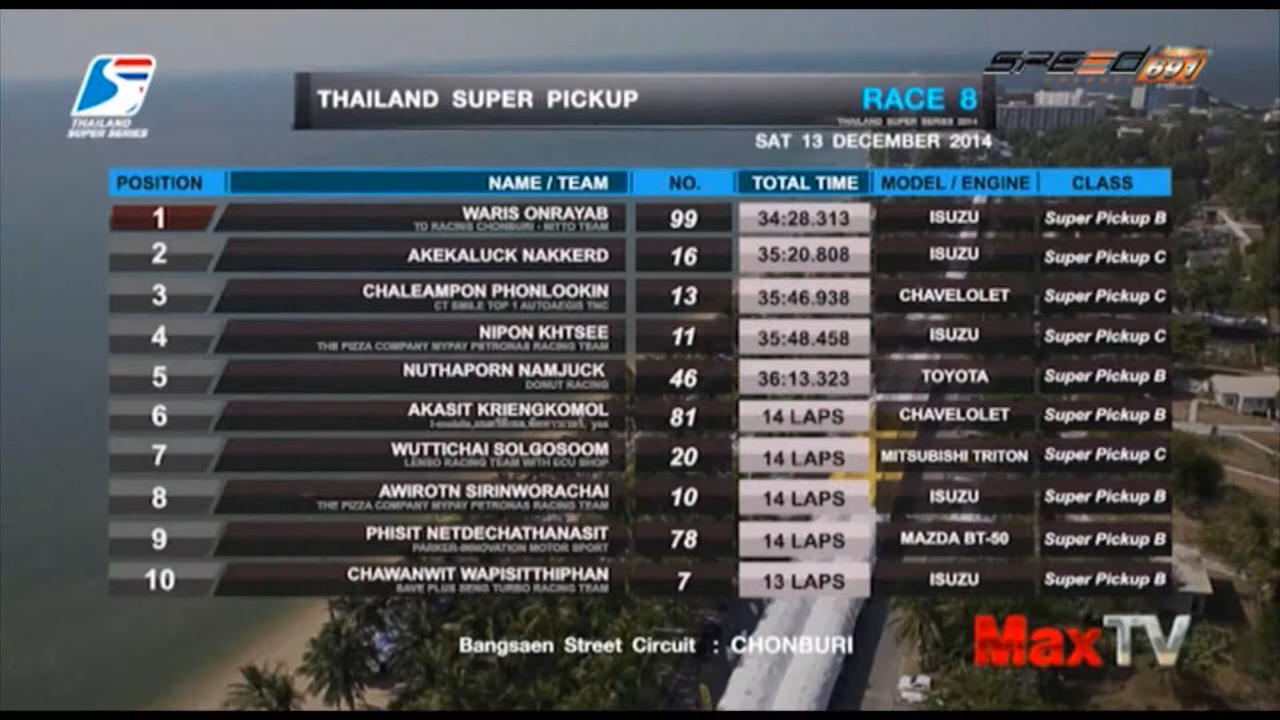 THAILAND
SUPER SERIES
SPEED 691
THAILAND SUPER PICKUP RACE 8
THAILAND SUPER SERIES 2014
SAT 13 DECEMBER 2014
POSITION NAME / TEAM NO. TOTAL TIME MODEL / ENGINE CLASS
1 WARIS ONRAYAB 99 34:28.313 ISUZU Super Pickup B
TD RACING CHONBURI - NITTO TEAM
2 AKEKALUCK NAKKERD 16 35:20.808 ISUZU Super Pickup C
3 CHALEAMPON PHONLOOKIN 13 35:46.938 CHAVELOLET Super Pickup C
CT SMILE TOP 1 AUTOAEGIS TNC
4 NIPON KHTSEE 11 35:48.458 ISUZU Super Pickup C
THE PIZZA COMPANY MYPAY PETRONAS RACING TEAM
5 NUTHAPORN NAMJUCK 46 36:13.323 TOYOTA Super Pickup B
DONUT RACING
6 AKASIT KRIENGKOMOL 81 14 LAPS CHAVELOLET Super Pickup B
7 WUTTICHAI SOLGOSOOM 20 14 LAPS MITSUBISHI TRITON Super Pickup C
LENSO RACING TEAM WITH ECU SHOP
8 AWIROTN SIRINWORACHAI 10 14 LAPS ISUZU Super Pickup B
THE PIZZA COMPANY MYPAY PETRONAS RACING TEAM
9 PHISIT NETDECHATHANASIT 78 14 LAPS MAZDA BT-50 Super Pickup B
PARKER-INNOVATION MOTOR SPORT
10 CHAWANWIT WAPISITTHIPHAN 7 13 LAPS ISUZU Super Pickup B
SAVE PLUS SENG TURBO RACING TEAM
Bangsaen Street Circuit : CHONBURI
MaxTV